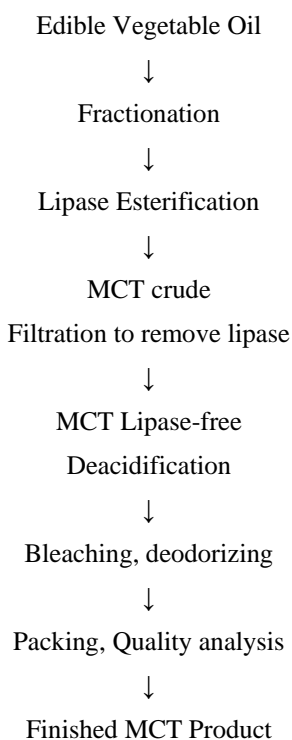 Edible Vegetable Oil
↓
Fractionation
↓
Lipase Esterification
↓
MCT crude
Filtration to remove lipase
↓
MCT Lipase-free
Deacidification
↓
Bleaching, deodorizing
↓
Packing, Quality analysis
↓
Finished MCT Product